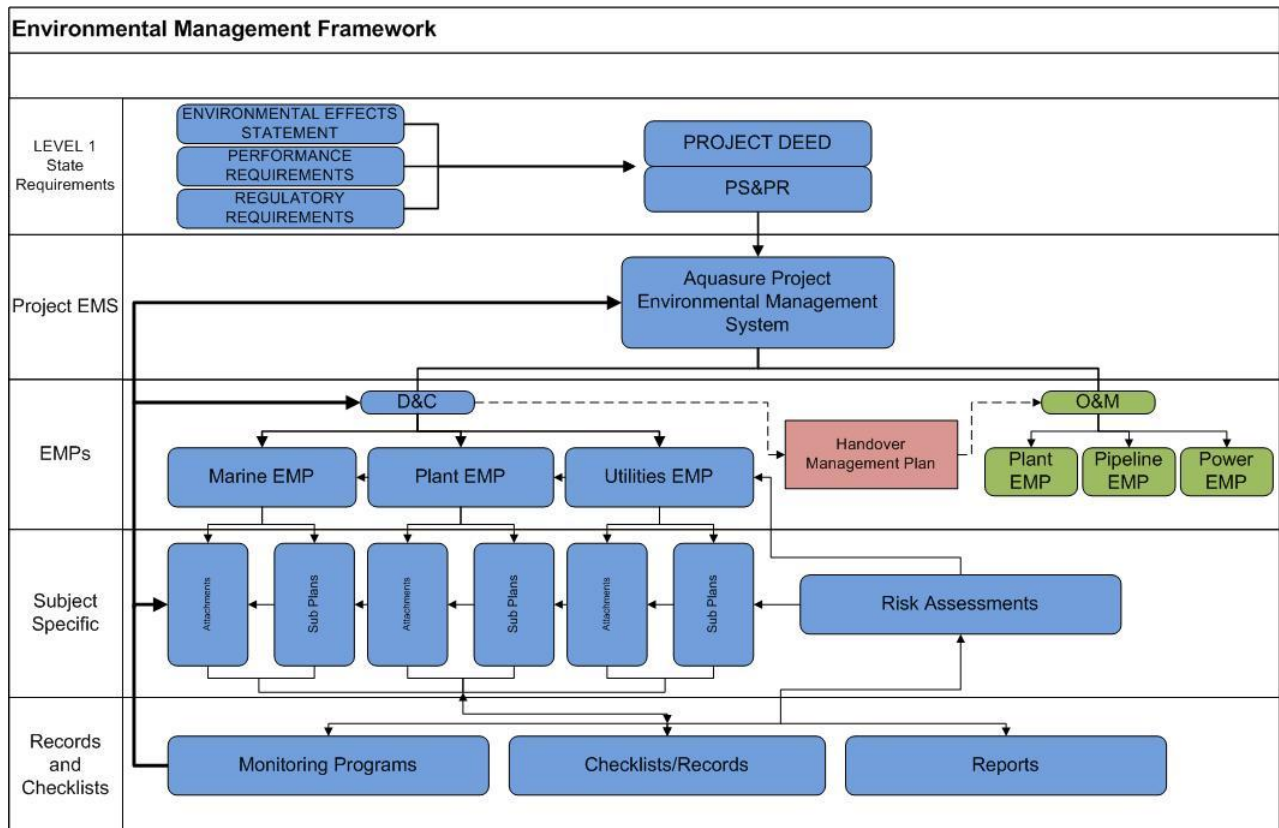 Environmental Management Framework
LEVEL 1
State
Requirements
ENVIRONMENTAL EFFECTS
STATEMENT
PERFORMANCE
REQUIREMENTS
REGULATORY
REQUIREMENTS
PROJECT DEED
PS&PR
Project EMS
Aquasure Project
Environmental Management
System
EMPs
D&C
O&M
Handover
Management Plan
Marine EMP
Plant EMP
Utilities EMP
Plant
EMP
Pipeline
EMP
Power
EMP
Subject
Specific
Attachments
Sub Plans
Attachments
Sub Plans
Attachments
Sub Plans
Risk Assessments
Records
and
Checklists
Monitoring Programs
Checklists/Records
Reports